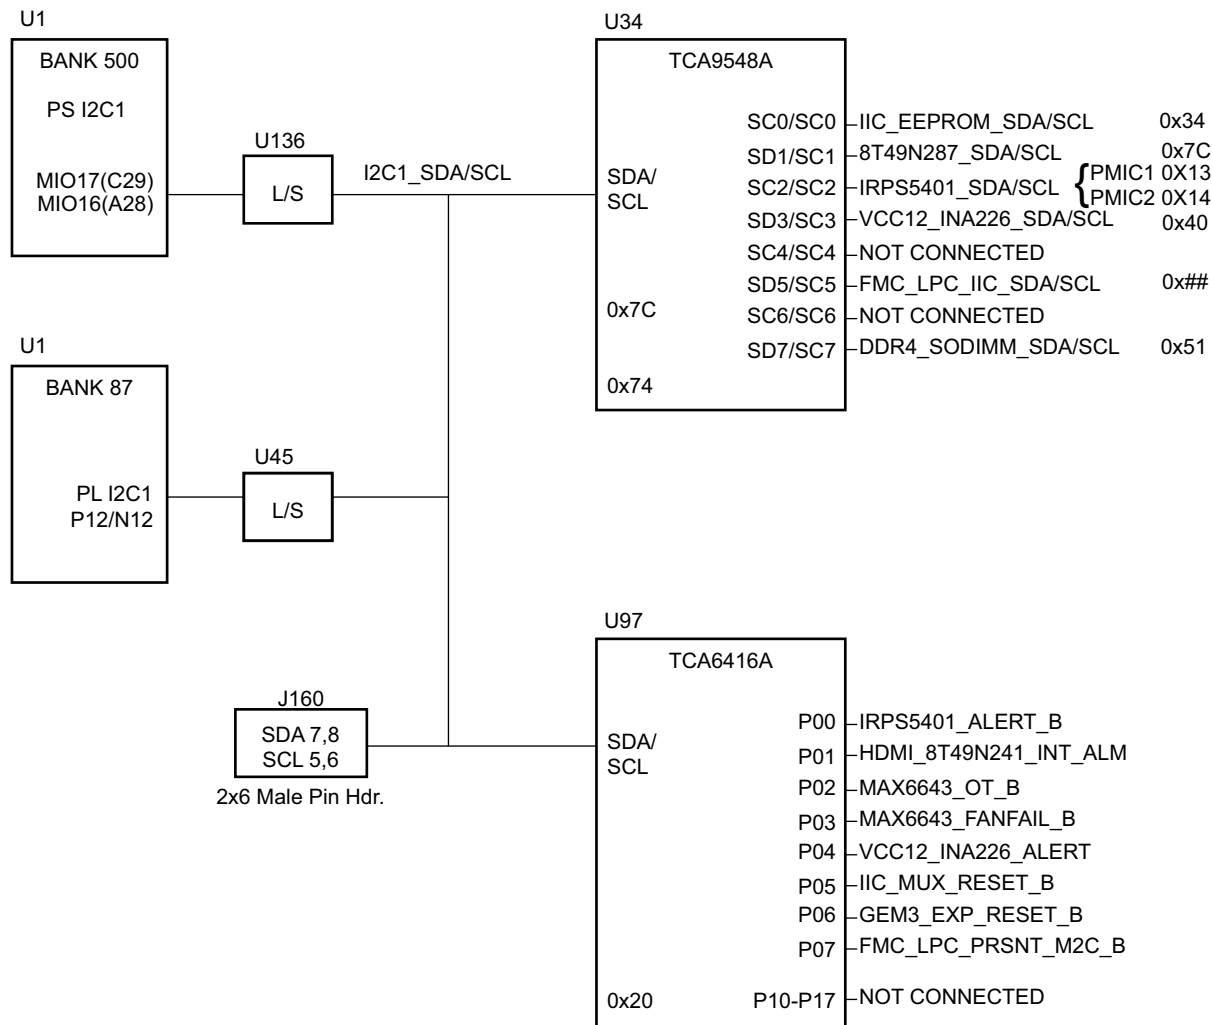 U1
BANK 500
PS I2C1
MIO17(C29)
MIO16(A28)
U136
L/S
I2C1_SDA/SCL
U34
TCA9548A
SDA/
SCL
0x7C
0x74
SC0/SC0 IIC_EEPROM_SDA/SCL 0x34
SD1/SC1 8T49N287_SDA/SCL 0x7C
SC2/SC2 IRPS5401_SDA/SCL { PMIC1 0X13
PMIC2 0X14
SD3/SC3 VCC12_INA226_SDA/SCL 0x40
SC4/SC4 NOT CONNECTED
SD5/SC5 FMC_LPC_IIC_SDA/SCL 0x##
SC6/SC6 NOT CONNECTED
SD7/SC7 DDR4_SODIMM_SDA/SCL 0x51
U1
BANK 87
PL I2C1
P12/N12
U45
L/S
J160
SDA 7,8
SCL 5,6
2x6 Male Pin Hdr.
U97
TCA6416A
SDA/
SCL
P00 IRPS5401_ALERT_B
P01 HDMI_8T49N241_INT_ALM
P02 MAX6643_OT_B
P03 MAX6643_FANFAIL_B
P04 VCC12_INA226_ALERT
P05 IIC_MUX_RESET_B
P06 GEM3_EXP_RESET_B
P07 FMC_LPC_PRSNT_M2C_B
0x20 P10-P17 NOT CONNECTED